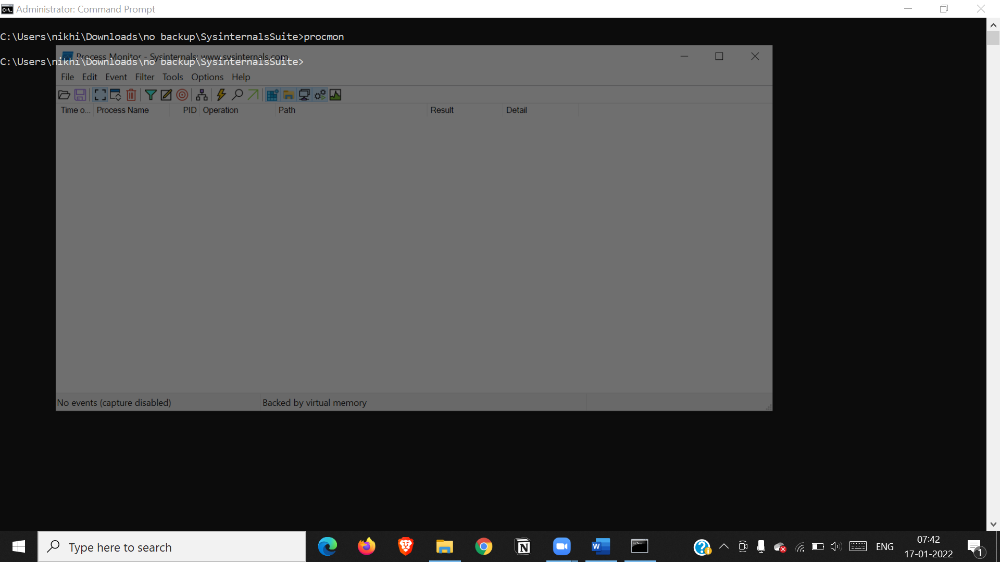 Administrator: Command Prompt
C:\Users\nikhi\Downloads\no backup\SysinternalsSuite>procmon
Process Monitor - Sysinternals: www.sysinternals.com
C:\Users\nikhi\Downloads\no backup\SysinternalsSuite>
File Edit Event Filter Tools Options Help
Time o... Process Name PID Operation Path Result Detail
No events (capture disabled) Backed by virtual memory
Type here to search
ENG
07:42
17-01-2022
1